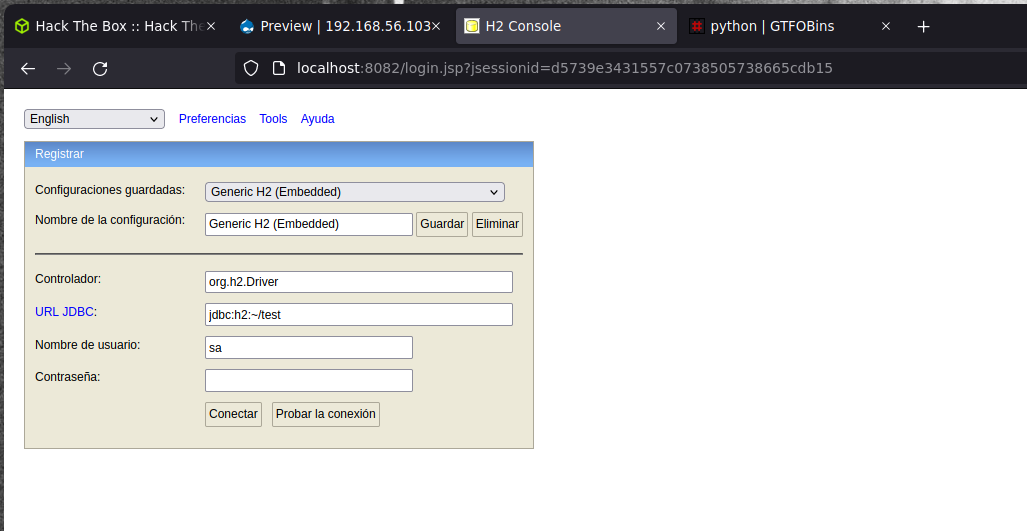 Hack The Box :: Hack The
Preview | 192.168.56.103
H2 Console
python | GTFOBins
localhost:8082/login.jsp?jsessionid=d5739e3431557c0738505738665cdb15
English Preferencias Tools Ayuda
Registrar
Configuraciones guardadas: Generic H2 (Embedded)
Nombre de la configuración: Generic H2 (Embedded) Guardar Eliminar
Controlador: org.h2.Driver
URL JDBC: jdbc:h2:~/test
Nombre de usuario: sa
Contraseña:
Conectar Probar la conexión